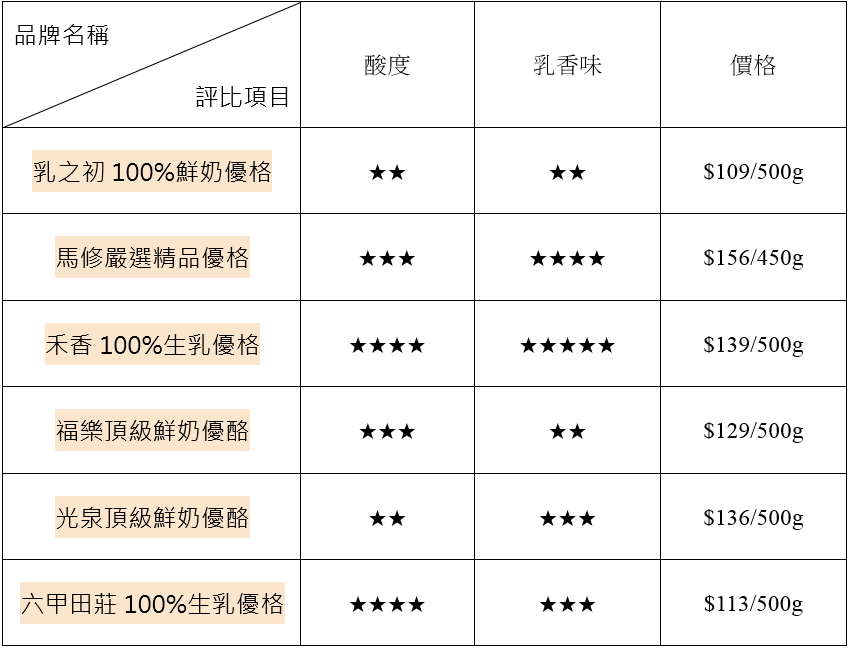 品牌名稱
評比項目
酸度 乳香味 價格
乳之初 100%鮮奶優格 ★★ ★★ $109/500g
馬修嚴選精品優格 ★★★ ★★★★ $156/450g
禾香 100%生乳優格 ★★★★ ★★★★★ $139/500g
福樂頂級鮮奶優酪 ★★★ ★★ $129/500g
光泉頂級鮮奶優酪 ★★ ★★★ $136/500g
六甲田莊 100%生乳優格 ★★★★ ★★★ $113/500g